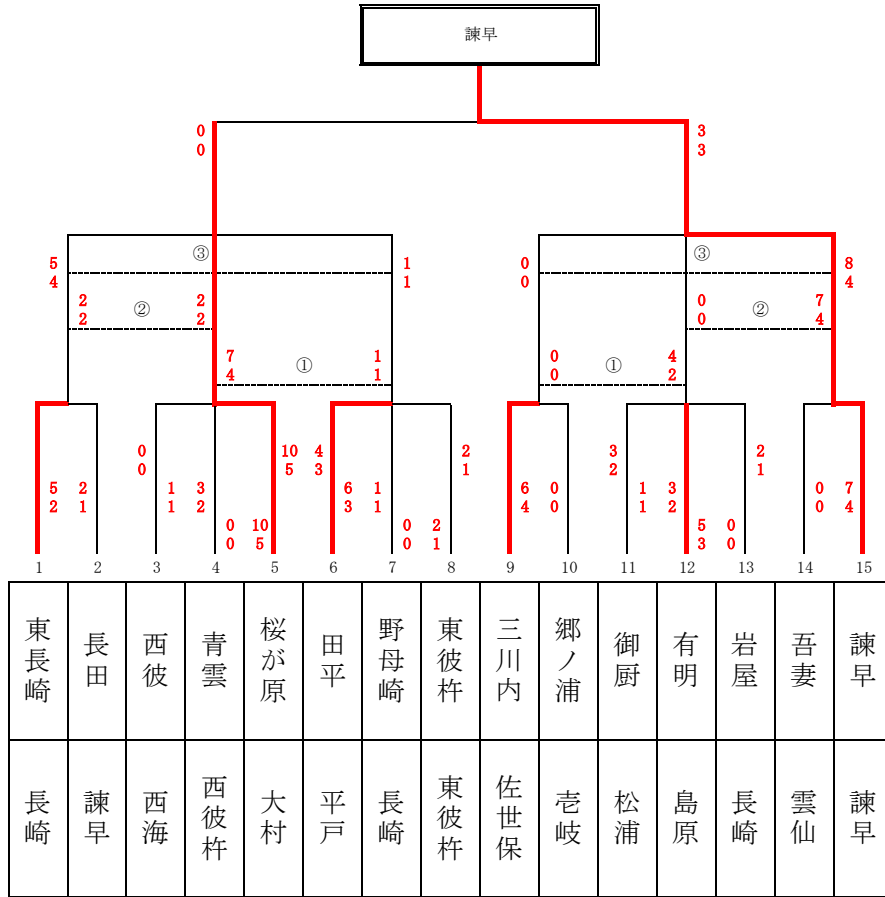 諫早
0 3
0 3
③ ③
5 1 0 8
4 1 0 4
2 2 0 7
2 ② 2 0 ② 4
7 1 0 4
4 ① 1 0 ① 2
0 10 4 2 3 2
0 5 3 1 2 1
5 2 1 3 6 1 6 0 1 3 0 7
2 1 1 2 3 1 4 0 1 2 0 4
0 10 0 2 5 0
0 5 0 1 3 0
1 2 3 4 5 6 7 8 9 10 11 12 13 14 15
東長崎 長田 西彼 青雲 桜が原 田平 野母崎 東彼杵 三川内 郷ノ浦 御厨 有明 岩屋 吾妻 諫早
長崎 諫早 西海 西彼杵 大村 平戸 長崎 東彼杵 佐世保 壱岐 松浦 島原 長崎 雲仙 諫早